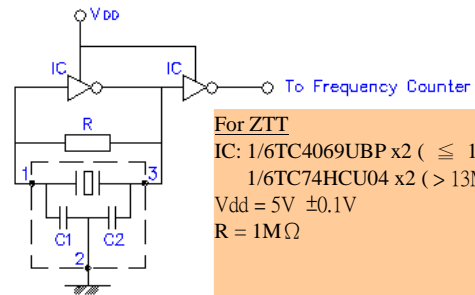 VDD
IC IC
To Frequency Counter
R
1 3
C1 C2
2
For ZTT
IC: 1/6TC4069UBP x2 ( ≦ 1
1/6TC74HCU04 x2 ( > 13M
Vdd = 5V ±0.1V
R = 1MΩ